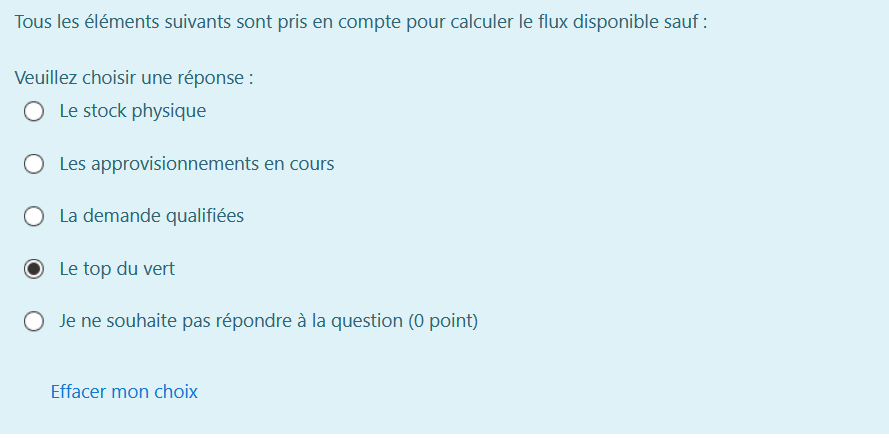 Tous les éléments suivants sont pris en compte pour calculer le flux disponible sauf :
Veuillez choisir une réponse :
Le stock physique
Les approvisionnements en cours
La demande qualifiées
Le top du vert
Je ne souhaite pas répondre à la question (0 point)
Effacer mon choix